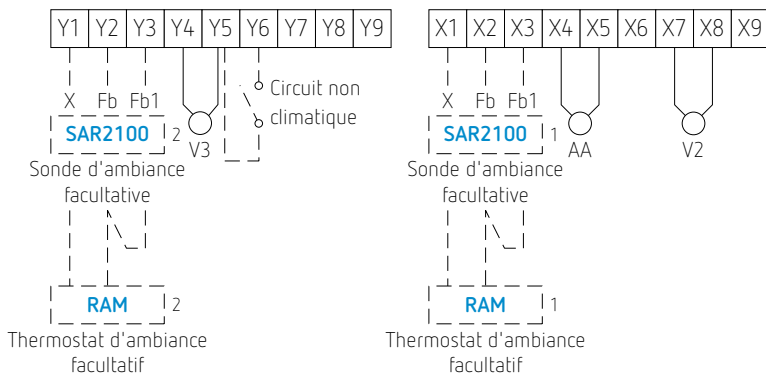 Y1 Y2 Y3 Y4 Y5 Y6 Y7 Y8 Y9
X Fb Fb1
Circuit non
climatique
SAR2100 2
V3
Sonde d'ambiance
facultative
RAM 2
Thermostat d'ambiance
facultatif
X1 X2 X3 X4 X5 X6 X7 X8 X9
X Fb Fb1
SAR2100 1
AA
V2
Sonde d'ambiance
facultative
RAM 1
Thermostat d'ambiance
facultatif